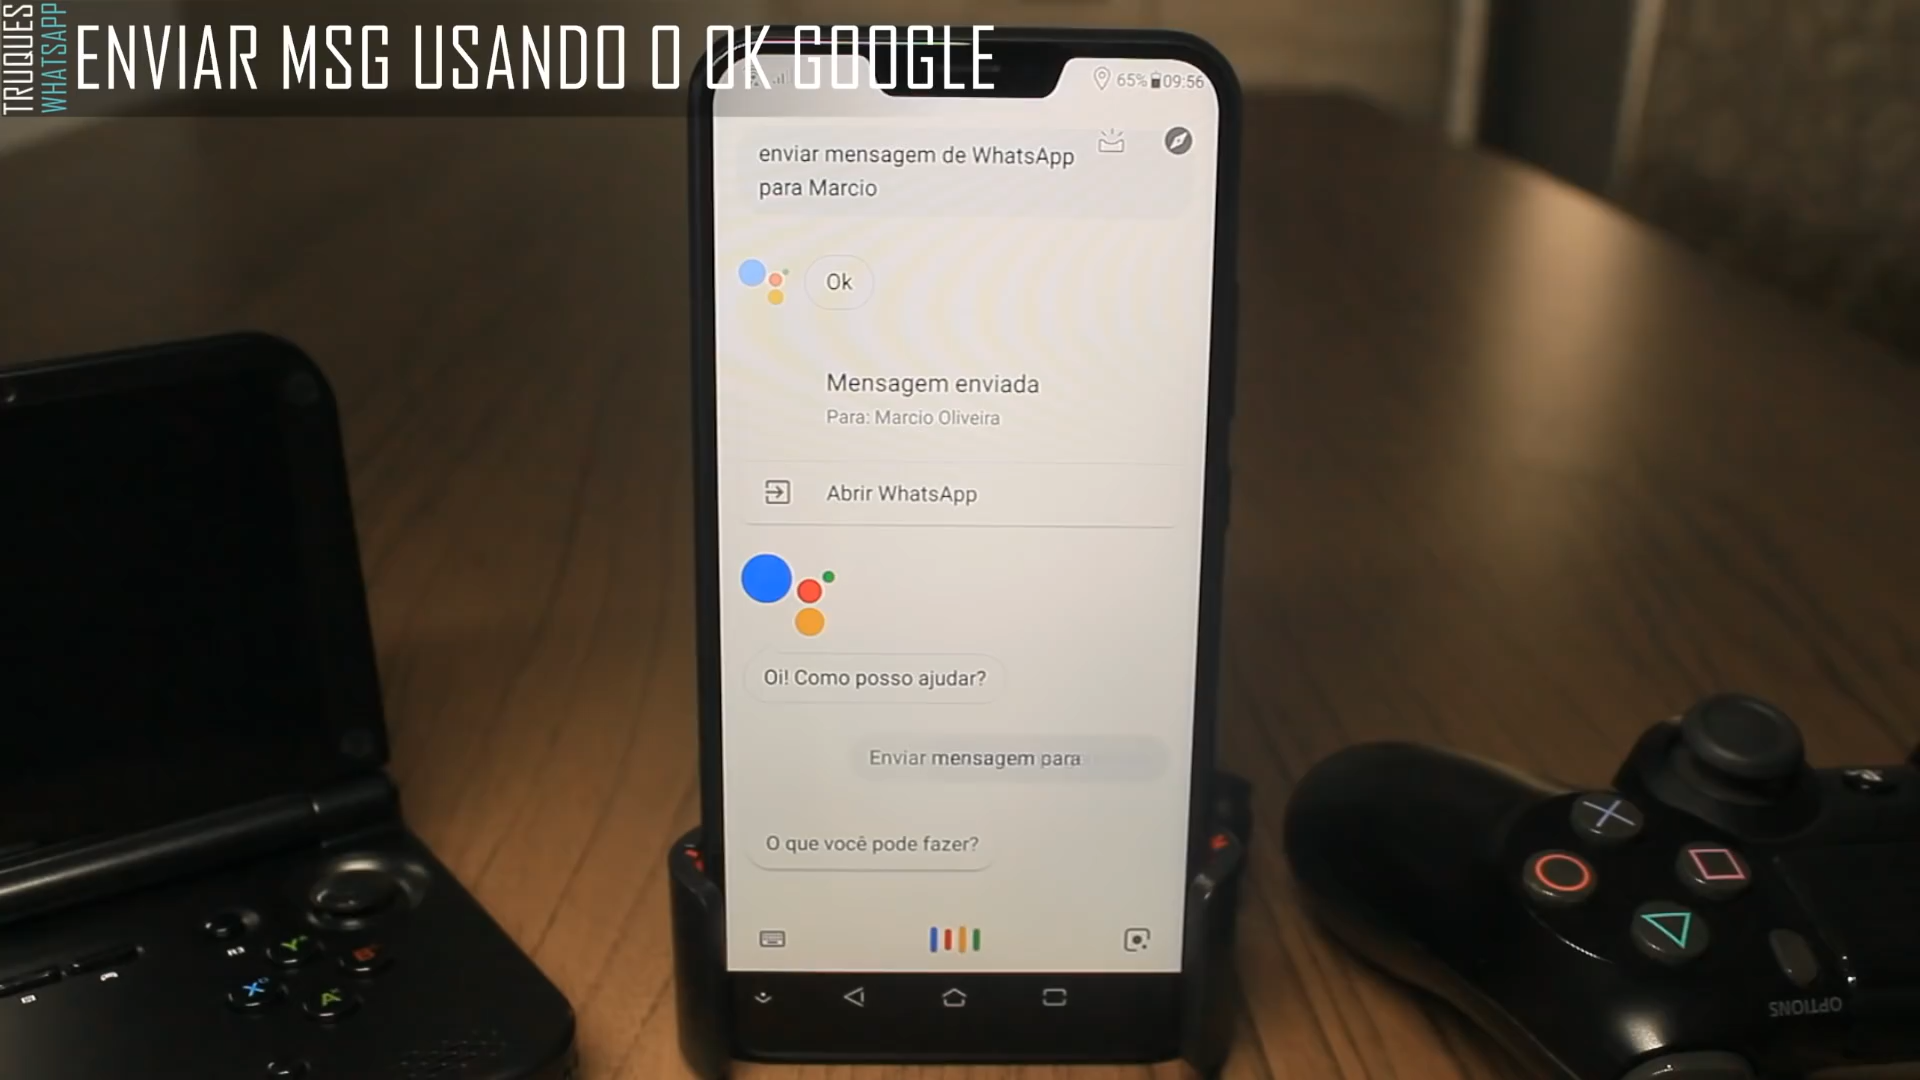 TRUQUES
WHATSAPP
ENVIAR MSG USANDO O OK GOOGLE
65% 09:56
enviar mensagem de WhatsApp
para Marcio
Ok
Mensagem enviada
Para: Marcio Oliveira
Abrir WhatsApp
Oi! Como posso ajudar?
Enviar mensagem para
O que você pode fazer?
Y
B
X
A
OPTIONS